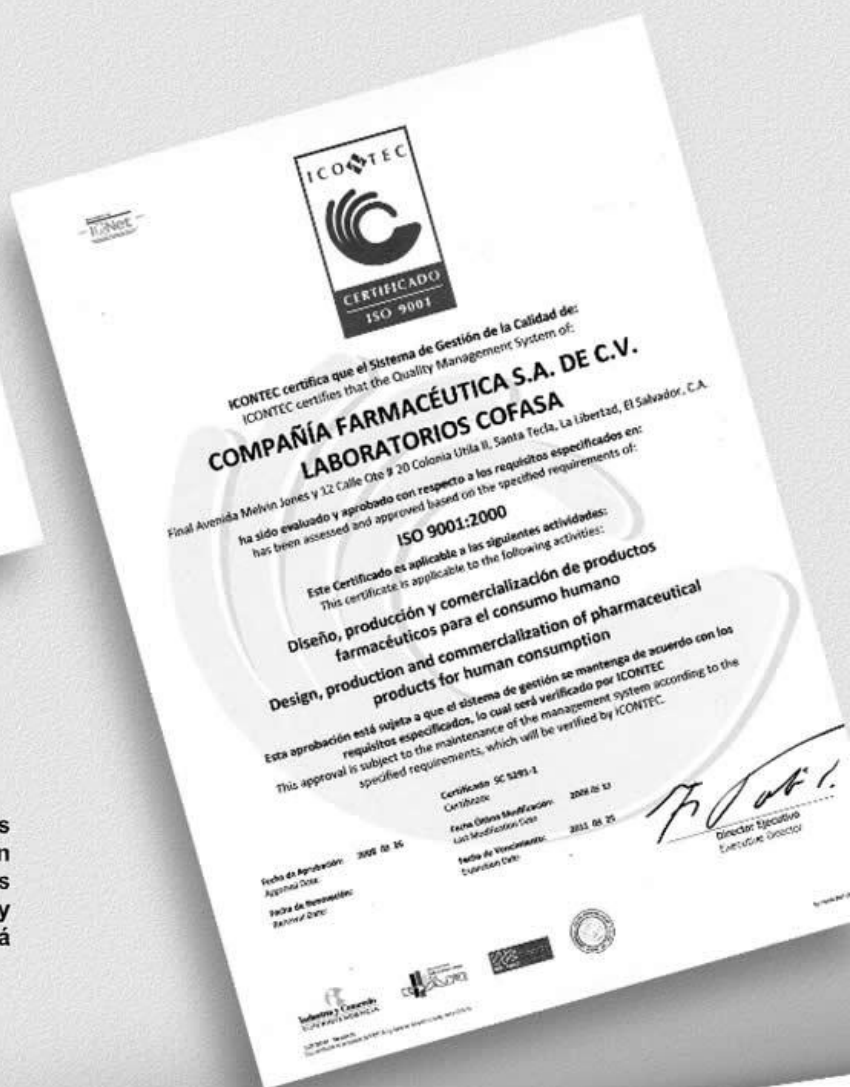 IQNet
ICONTEC
CERTIFICADO
ISO 9001
ICONTEC certifica que el Sistema de Gestión de la Calidad de:
ICONTEC certifies that the Quality Management System of:
COMPAÑÍA FARMACÉUTICA S.A. DE C.V.
LABORATORIOS COFASA
Final Avenida Melvin Jones y 12 Calle Ote # 20 Colonia Utila II, Santa Tecla, La Libertad, El Salvador, C.A.
ha sido evaluado y aprobado con respecto a los requisitos especificados en:
has been assessed and approved based on the specified requirements of:
ISO 9001:2000
Este Certificado es aplicable a las siguientes actividades:
This certificate is applicable to the following activities:
Diseño, producción y comercialización de productos
farmacéuticos para el consumo humano
Design, production and commercialization of pharmaceutical
products for human consumption
Esta aprobación está sujeta a que el sistema de gestión se mantenga de acuerdo con los
requisitos especificados, lo cual será verificado por ICONTEC
This approval is subject to the maintenance of the management system according to the
specified requirements, which will be verified by ICONTEC.
Certificado SC 5291-1
Certificate
Fecha de Aprobación:
Approval Date:
Fecha Última Modificación:
Last Modification Date
Fecha de Renovación:
Renewal Date:
Fecha de Vencimiento:
Expiration Date:
Director Ejecutivo
Executive Director
Industria y Comercio
SUPERINTENDENCIA
s
n
s
y
á